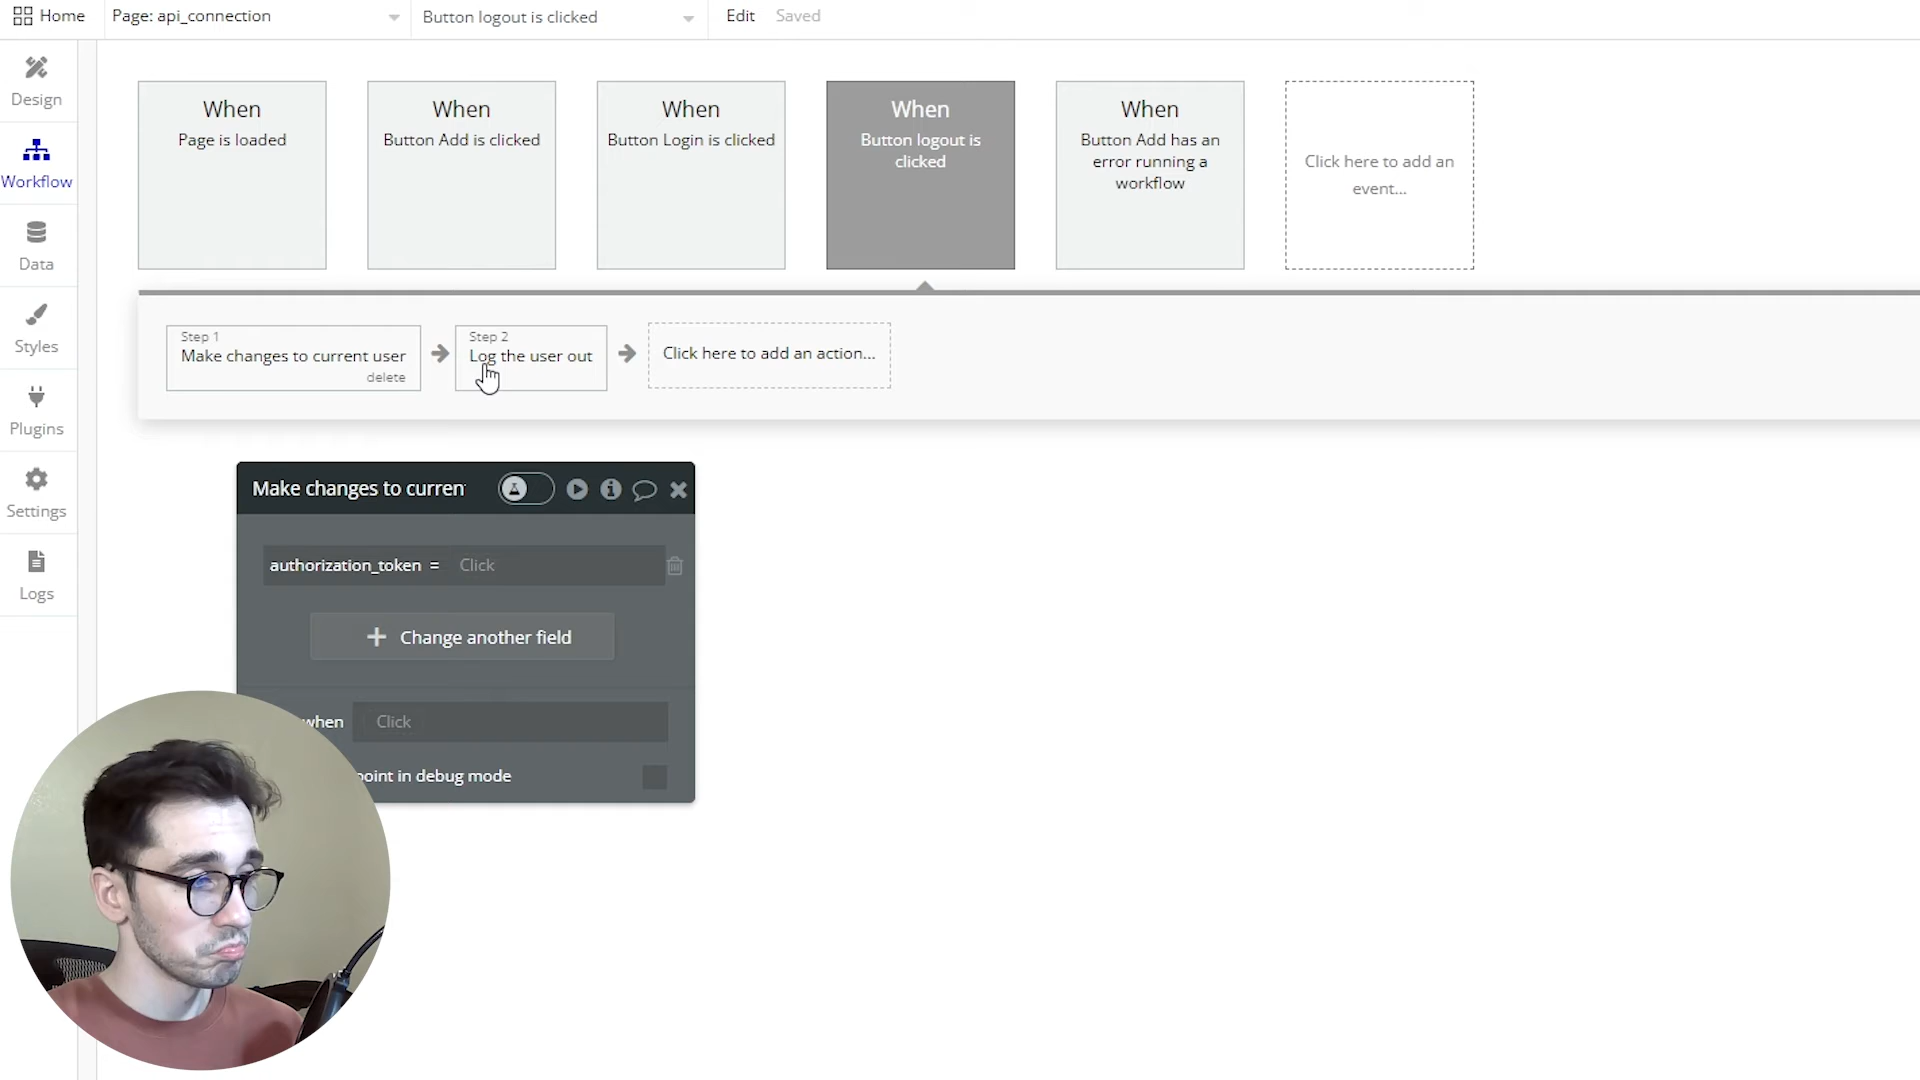 Home
Page: api_connection
Button logout is clicked
Edit
Saved
Design
Workflow
Data
Styles
Plugins
Settings
Logs
When
Page is loaded
When
Button Add is clicked
When
Button Login is clicked
When
Button logout is
clicked
When
Button Add has an
error running a
workflow
Click here to add an
event...
Step 1
Make changes to current user
delete
Step 2
Log the user out
Click here to add an action...
Make changes to curren
authorization_token =
Click
Change another field
when
Click
point in debug mode